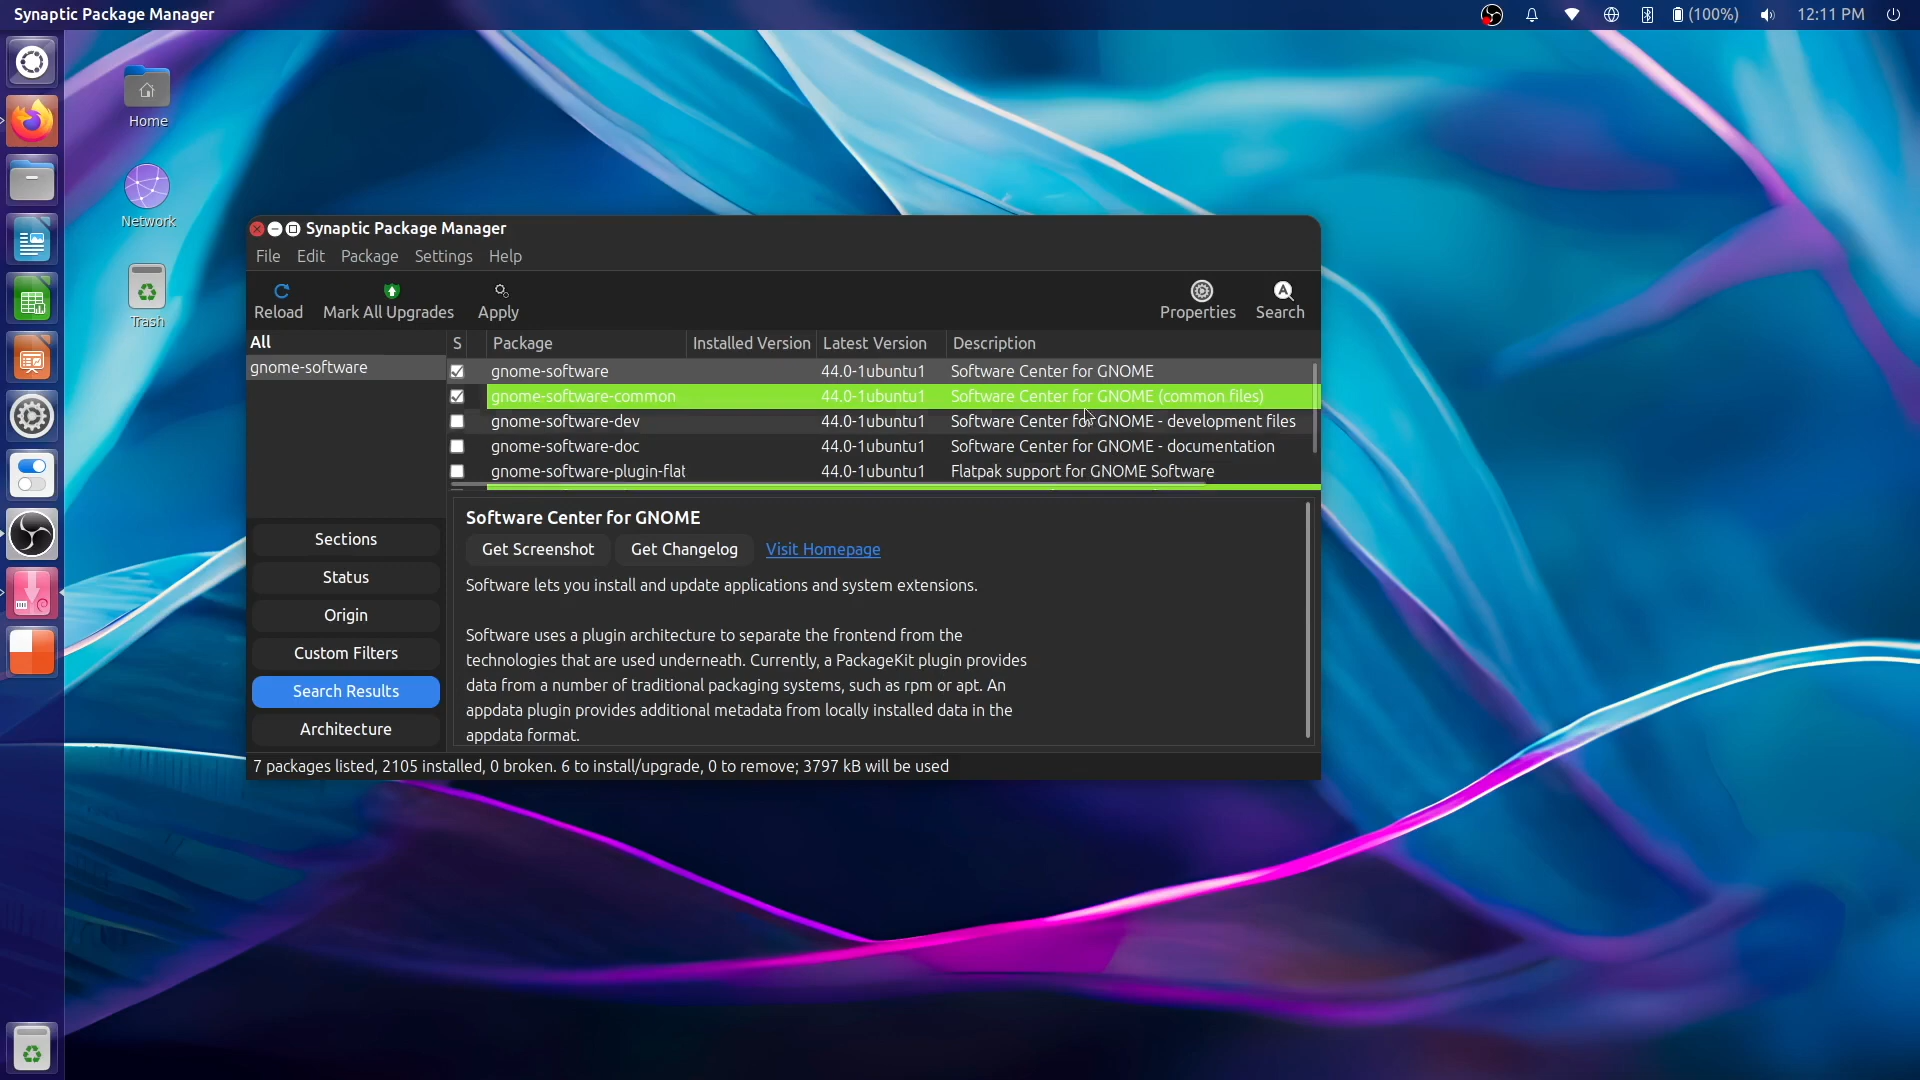 Synaptic Package Manager
(100%)
12:11 PM
Home
Network
Trash
Synaptic Package Manager
File Edit Package Settings Help
Reload Mark All Upgrades Apply Properties Search
All
gnome-software
S Package Installed Version Latest Version Description
gnome-software 44.0-1ubuntu1 Software Center for GNOME
gnome-software-common 44.0-1ubuntu1 Software Center for GNOME (common files)
gnome-software-dev 44.0-1ubuntu1 Software Center for GNOME - development files
gnome-software-doc 44.0-1ubuntu1 Software Center for GNOME - documentation
gnome-software-plugin-flat 44.0-1ubuntu1 Flatpak support for GNOME Software
Sections
Status
Origin
Custom Filters
Search Results
Architecture
Software Center for GNOME
Get Screenshot Get Changelog Visit Homepage
Software lets you install and update applications and system extensions.
Software uses a plugin architecture to separate the frontend from the
technologies that are used underneath. Currently, a PackageKit plugin provides
data from a number of traditional packaging systems, such as rpm or apt. An
appdata plugin provides additional metadata from locally installed data in the
appdata format.
7 packages listed, 2105 installed, 0 broken. 6 to install/upgrade, 0 to remove; 3797 kB will be used